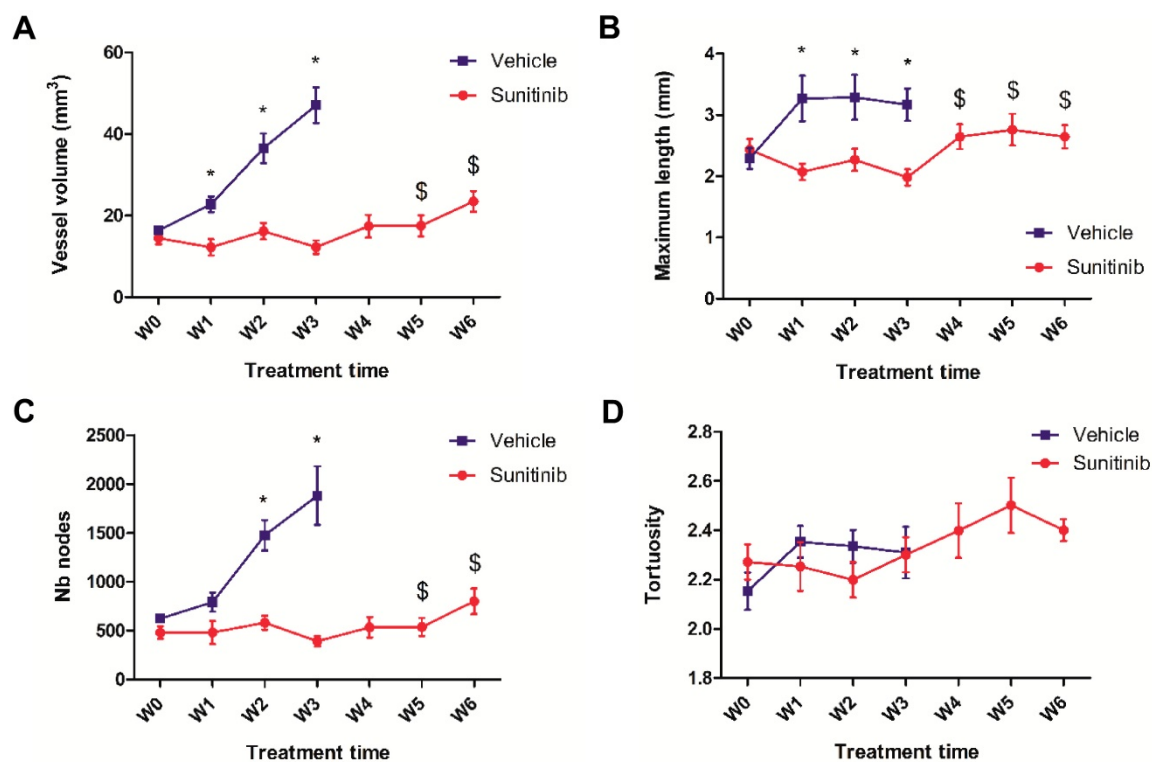 A
Vessel volume (mm³)
60
40
20
0
*
*
*
$
$
Vehicle
Sunitinib
W0 W1 W2 W3 W4 W5 W6
Treatment time
B
Maximum length (mm)
4
3
2
1
0
* * *
$ $ $
Vehicle
Sunitinib
W0 W1 W2 W3 W4 W5 W6
Treatment time
C
Nb nodes
2500
2000
1500
1000
500
0
*
*
$
$
Vehicle
Sunitinib
W0 W1 W2 W3 W4 W5 W6
Treatment time
D
Tortuosity
2.8
2.6
2.4
2.2
2.0
1.8
Vehicle
Sunitinib
W0 W1 W2 W3 W4 W5 W6
Treatment time